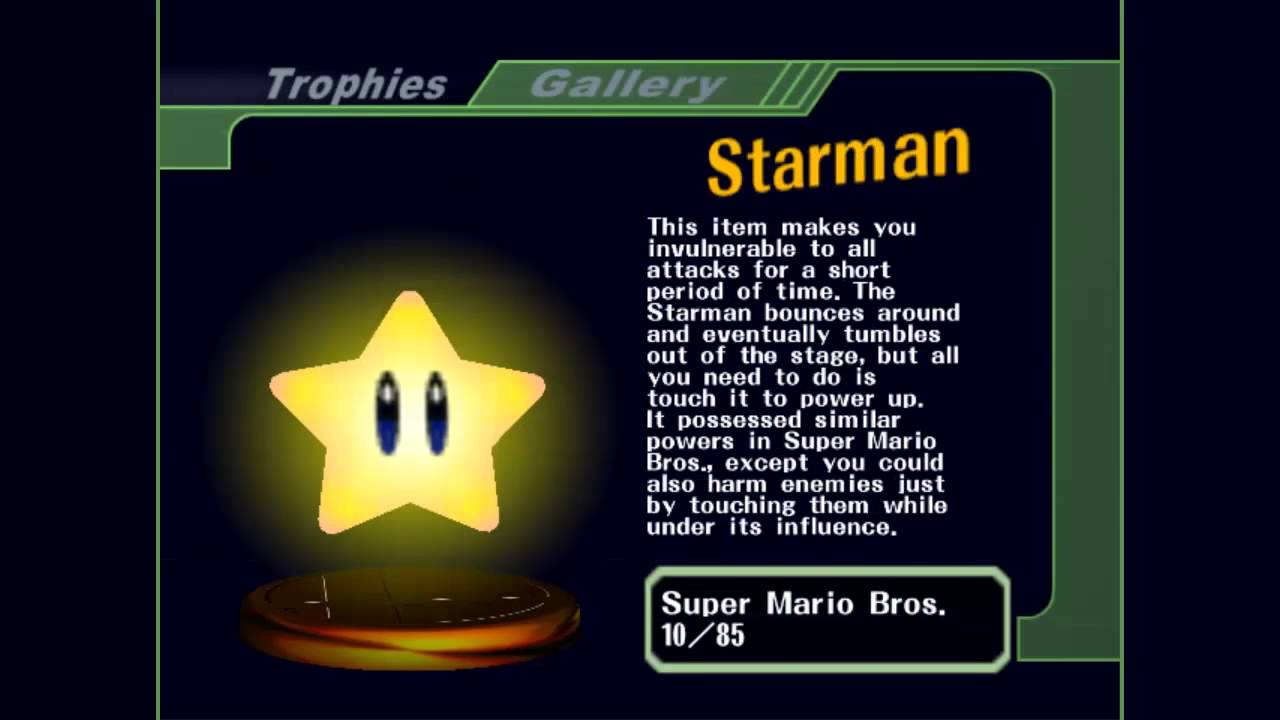 Trophies
Gallery
Starman
This item makes you
invulnerable to all
attacks for a short
period of time. The
Starman bounces around
and eventually tumbles
out of the stage, but all
you need to do is
touch it to power up.
It possessed similar
powers in Super Mario
Bros., except you could
also harm enemies just
by touching them while
under its influence.
Super Mario Bros.
10/85